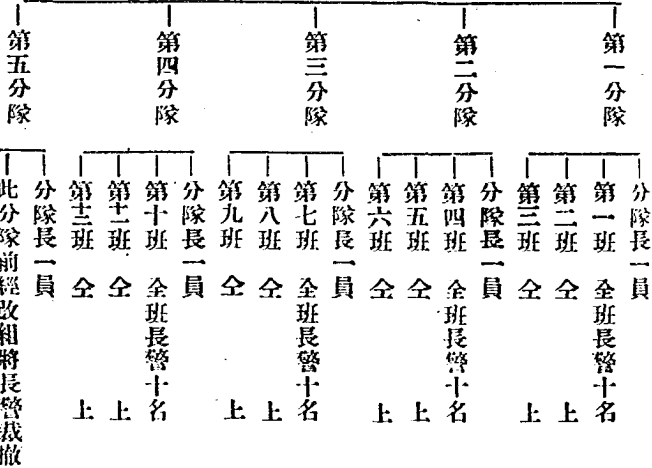 第一分隊
分隊長一員
第一班 全班長警十名
第二班 仝上
第三班 仝上
第二分隊
分隊長一員
第四班 全班長警十名
第五班 仝上
第六班 仝上
第三分隊
分隊長一員
第七班 全班長警十名
第八班 仝上
第九班 仝上
第四分隊
分隊長一員
第十班 全班長警十名
第十一班 仝上
第十二班 仝上
第五分隊
分隊長一員
此分隊前經改組將長警裁撤